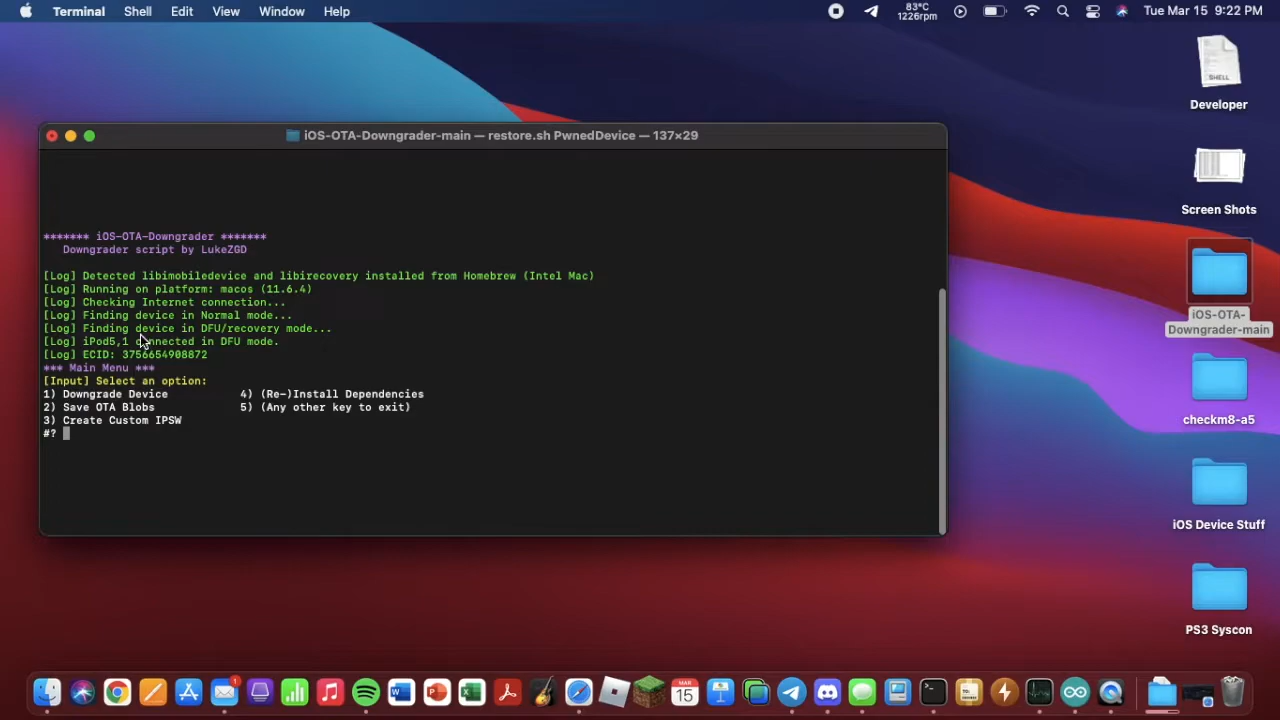 Terminal Shell Edit View Window Help
83°C
1226rpm
Tue Mar 15 9:22 PM
iOS-OTA-Downgrader-main — restore.sh PwnedDevice — 137×29
******* iOS-OTA-Downgrader *******
Downgrader script by LukeZGD
[Log] Detected libimobiledevice and libirecovery installed from Homebrew (Intel Mac)
[Log] Running on platform: macos (11.6.4)
[Log] Checking Internet connection...
[Log] Finding device in Normal mode...
[Log] Finding device in DFU/recovery mode...
[Log] iPod5,1 connected in DFU mode.
[Log] ECID: 3756654908872
*** Main Menu ***
[Input] Select an option:
1) Downgrade Device 4) (Re-)Install Dependencies
2) Save OTA Blobs 5) (Any other key to exit)
3) Create Custom IPSW
#?
SHELL
Developer
Screen Shots
iOS-OTA-
Downgrader-main
checkm8-a5
iOS Device Stuff
PS3 Syscon
1
MAR
15